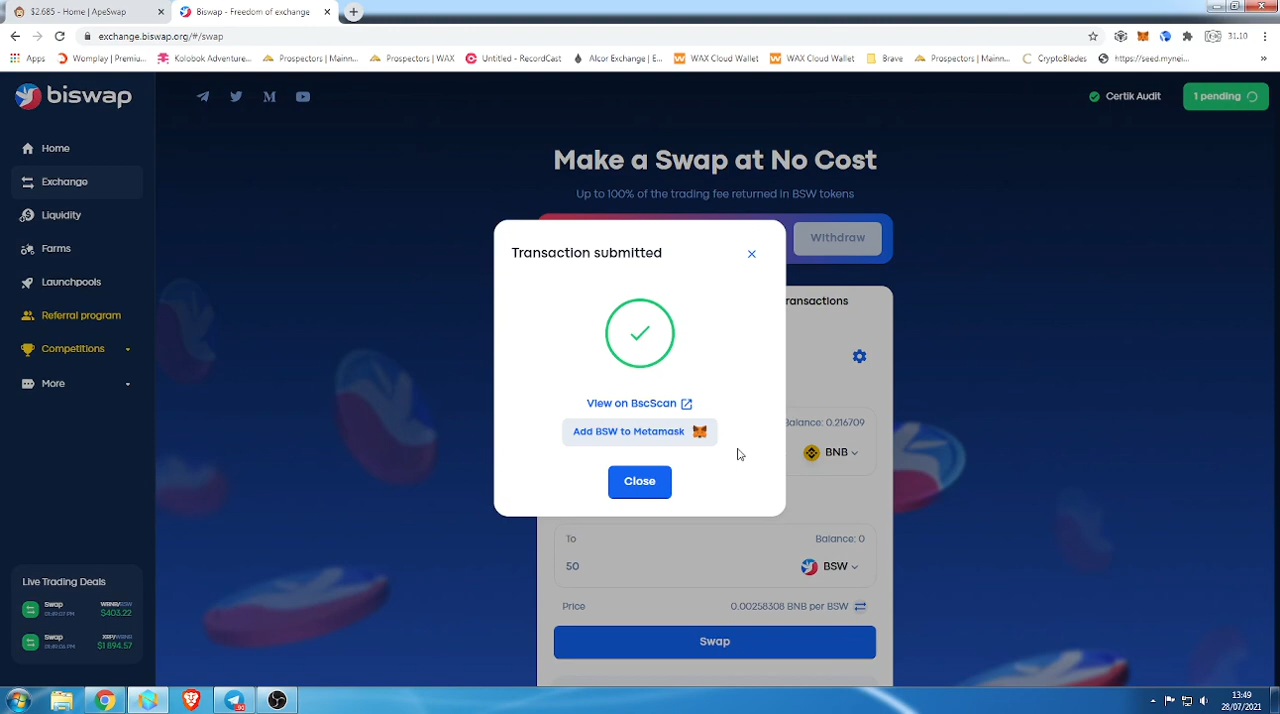 $2.685 - Home | ApeSwap
Biswap - Freedom of exchange
exchange.biswap.org/#/swap
31.10
Apps
Womplay | Premiu...
Kolobok Adventure...
Prospectors | Mainn...
Prospectors | WAX
Untitled - RecordCast
Alcor Exchange | E...
WAX Cloud Wallet
WAX Cloud Wallet
Brave
Prospectors | Mainn...
CryptoBlades
https://seed.mynei...
»
biswap
Certik Audit
1 pending
Home
Exchange
Liquidity
Farms
Launchpools
Referral program
Competitions
More
Make a Swap at No Cost
Up to 100% of the trading fee returned in BSW tokens
Withdraw
ransactions
Transaction submitted
View on BscScan
Add BSW to Metamask
Close
Balance: 0.216709
BNB
To
Balance: 0
50
BSW
Price
0.00258308 BNB per BSW
Swap
Live Trading Deals
Swap
$403.22
Swap
$1 894.57
13:49
28/07/2021